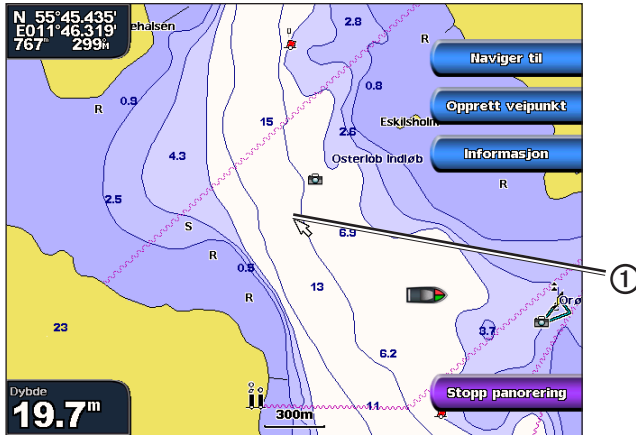 N 55°45.435'
E011°46.319'
767m 299°M
ehalsen
2.8
R
R
0.9
0.8
15
2.6
Eskilsholm
4.3
Osterlob Indløb
2.5
R
S
6.9
R
0.5
R
13
Orø
23
3.7
6.2
11
300m
Naviger til
Opprett veipunkt
Informasjon
Stopp panorering
Dybde
19.7m
1